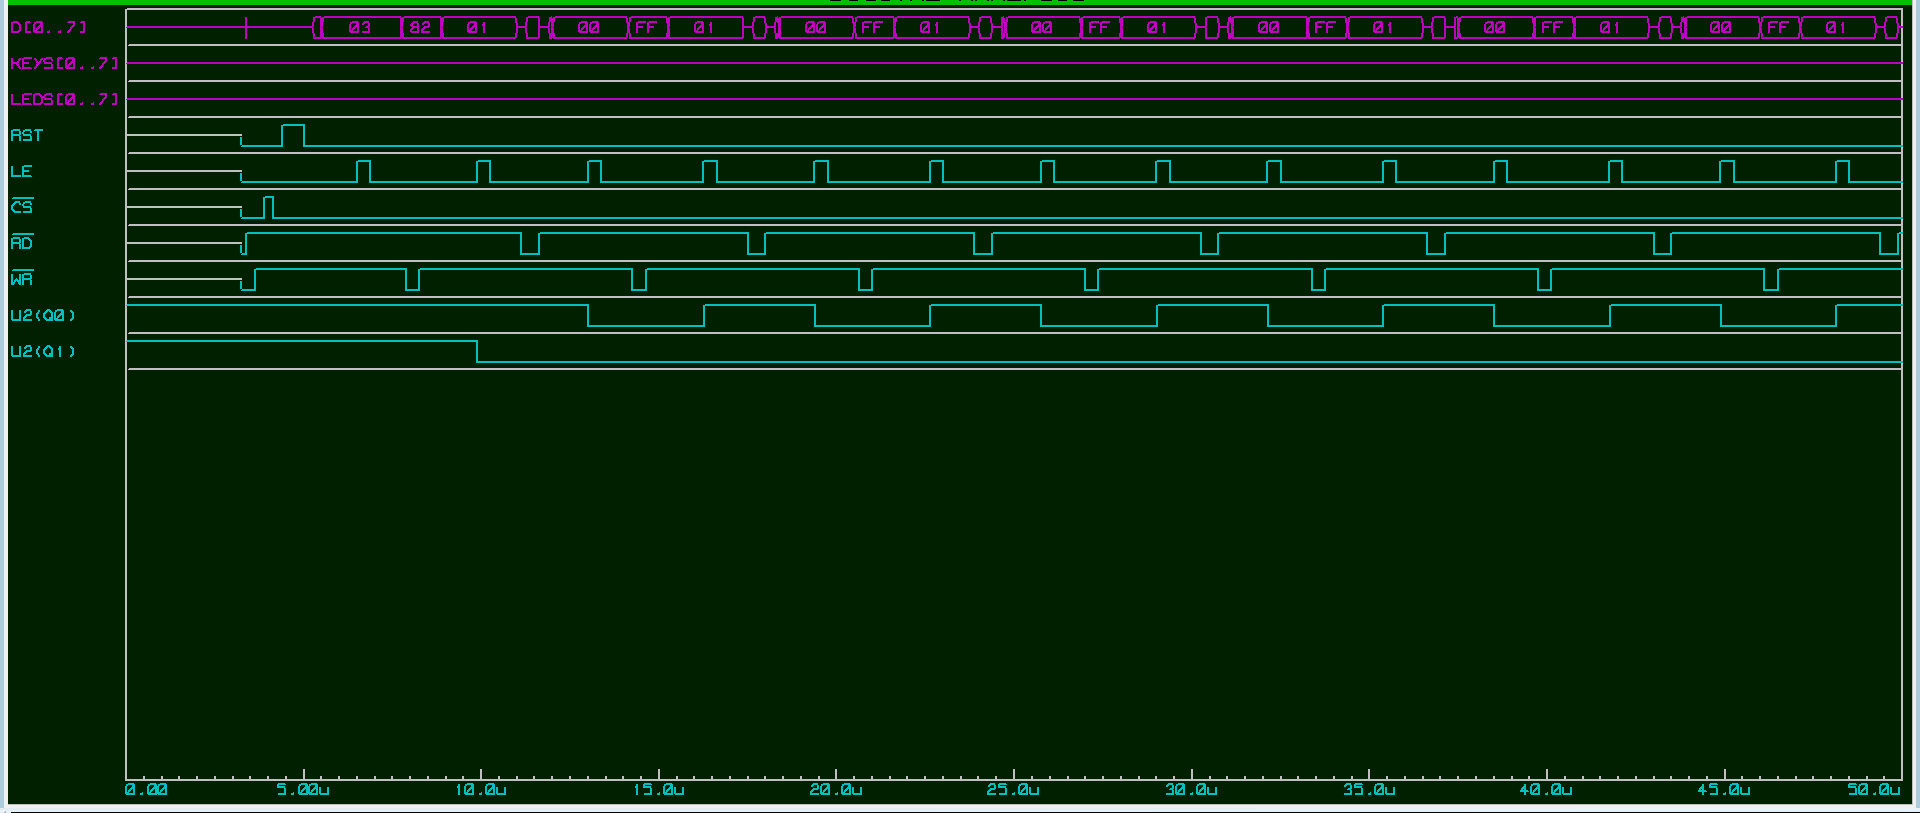 D[0..7] 03 82 01 00 FF 01 00 FF 01 00 FF 01 00 FF 01 00 FF 01 00 FF 01
KEYS[0..7]
LEDS[0..7]
RST
LE
CS
RD
WR
U2(Q0)
U2(Q1)
0.00 5.00u 10.0u 15.0u 20.0u 25.0u 30.0u 35.0u 40.0u 45.0u 50.0u